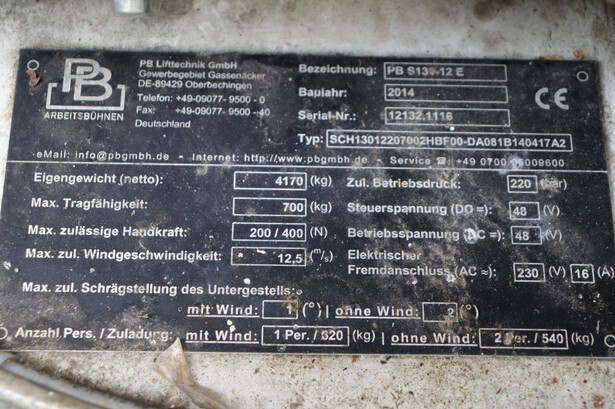 PB
ARBEITSBÜHNEN
PB Lifttechnik GmbH
Gewerbegebiet Gassenäcker
DE-89429 Oberbechingen
Telefon: +49-09077- 9500 - 0
Fax: +49-09077- 9500 - 40
Deutschland
Bezeichnung: PB S131-12 E
Baujahr: 2014
Serial-Nr.: 12132.1116
CE
Typ: SCH13012207002HBF00-DA081B140417A2
eMail: info@pbgmbh.de - Internet: http://www.pbgmbh.de - Service ☎ +49 0700
Eigengewicht (netto): 4170 (kg)
Max. Tragfähigkeit: 700 (kg)
Max. zulässige Handkraft: 200 / 400 (N)
Max. zul. Windgeschwindigkeit: 12,5 (m/s)
Zul. Betriebsdruck: 220 (bar)
Steuerspannung (DC =): 48 (V)
Betriebsspannung (DC =): 48 (V)
Elektrischer
Fremdanschluss (AC ≈): 230 (V) 16 (A)
Max. zul. Schrägstellung des Untergestells:
mit Wind: 1 (°) | ohne Wind: 2 (°)
Anzahl Pers. / Zuladung: mit Wind: 1 Per. / 320 (kg) | ohne Wind: 2 Per. / 540 (kg)